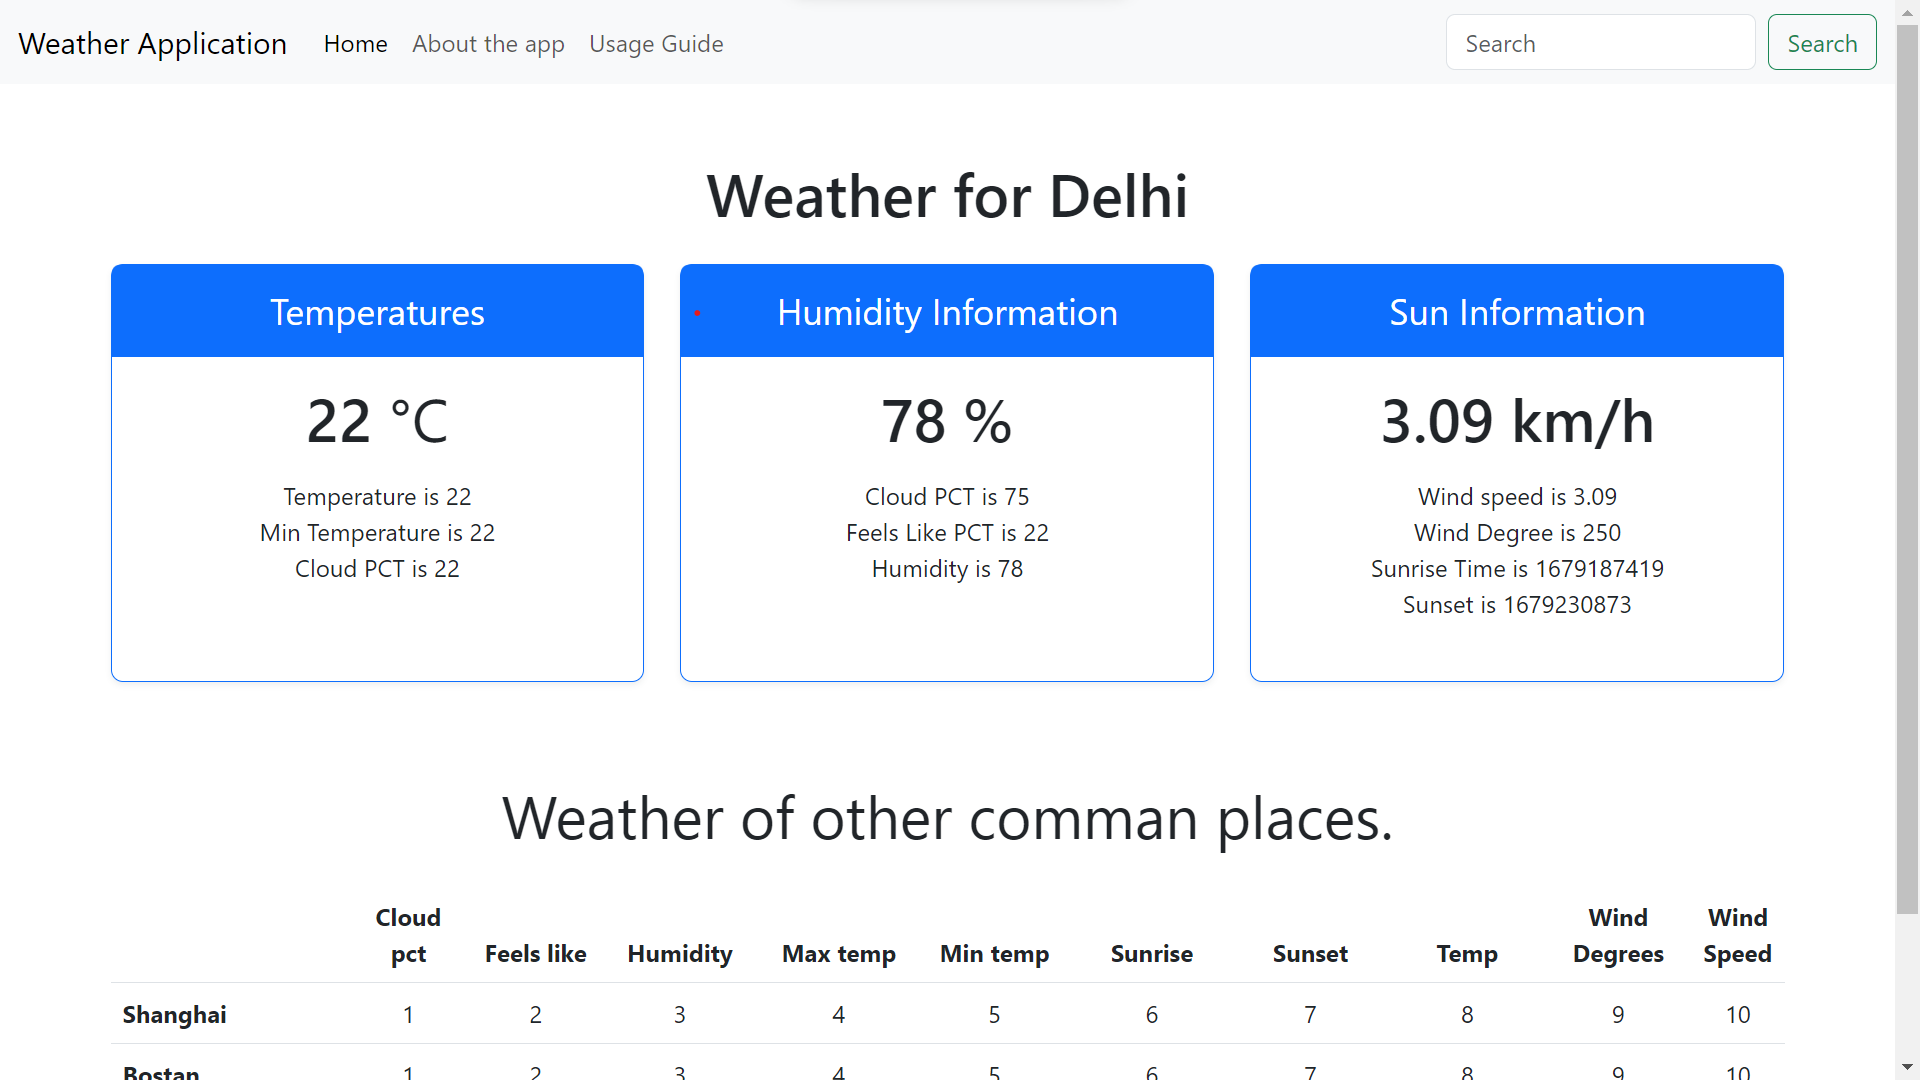 Weather Application Home About the app Usage Guide Search Search
Weather for Delhi
Temperatures
22 °C
Temperature is 22
Min Temperature is 22
Cloud PCT is 22
Humidity Information
78 %
Cloud PCT is 75
Feels Like PCT is 22
Humidity is 78
Sun Information
3.09 km/h
Wind speed is 3.09
Wind Degree is 250
Sunrise Time is 1679187419
Sunset is 1679230873
Weather of other comman places.
Cloud pct Feels like Humidity Max temp Min temp Sunrise Sunset Temp Wind Degrees Wind Speed
Shanghai 1 2 3 4 5 6 7 8 9 10
Bostan 1 2 3 4 5 6 7 8 9 10